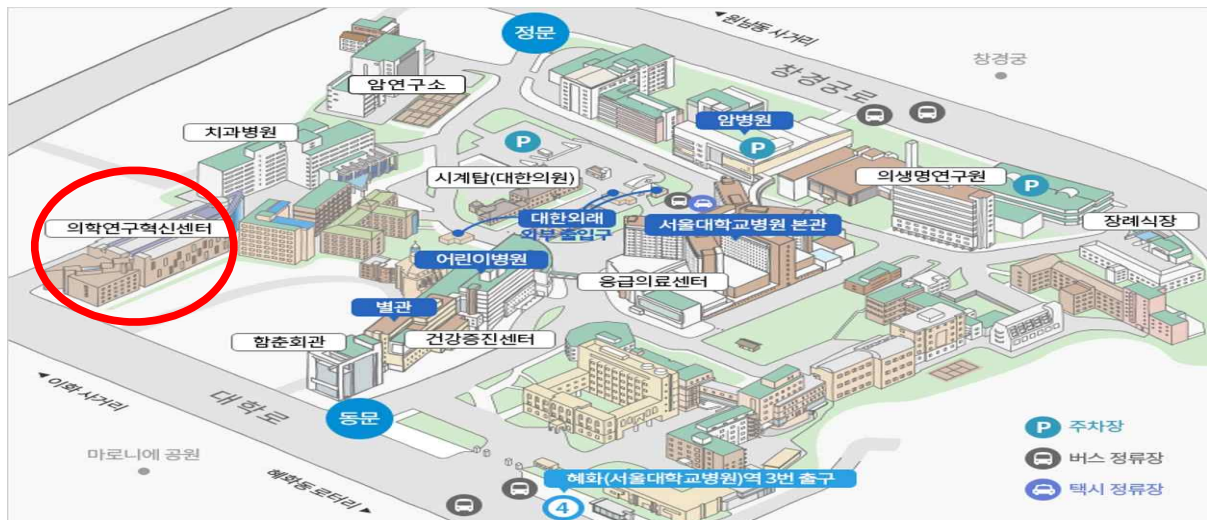 정문
◀원남동 사거리
창경궁로
창경궁
암연구소
암병원
P
치과병원
P
시계탑(대한의원)
의생명연구원
P
의학연구혁신센터
대한외래
외부 출입구
서울대학교병원 본관
장례식장
어린이병원
응급의료센터
별관
함춘회관
건강증진센터
◀이화 사거리
대학로
동문
마로니에 공원
혜화동 로터리▶
혜화(서울대학교병원)역 3번 출구
4
P 주차장
버스 정류장
택시 정류장